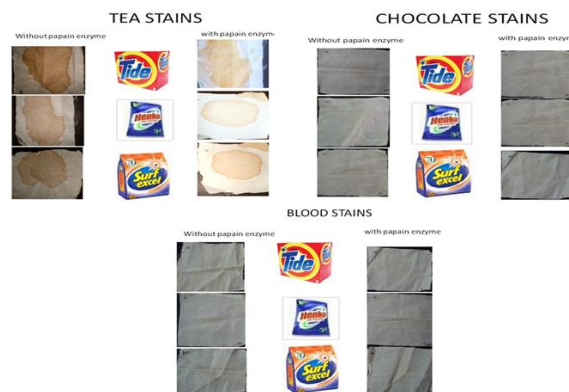 TEA STAINS
Without papain enzyme
with papain enzyme
Tide
Henko
Surf
excel
CHOCOLATE STAINS
Without papain enzyme
with papain enzym
Tide
Henko
Surf
excel
BLOOD STAINS
Without papain enzyme
with papain enzyme
Tide
Henko
Surf
excel